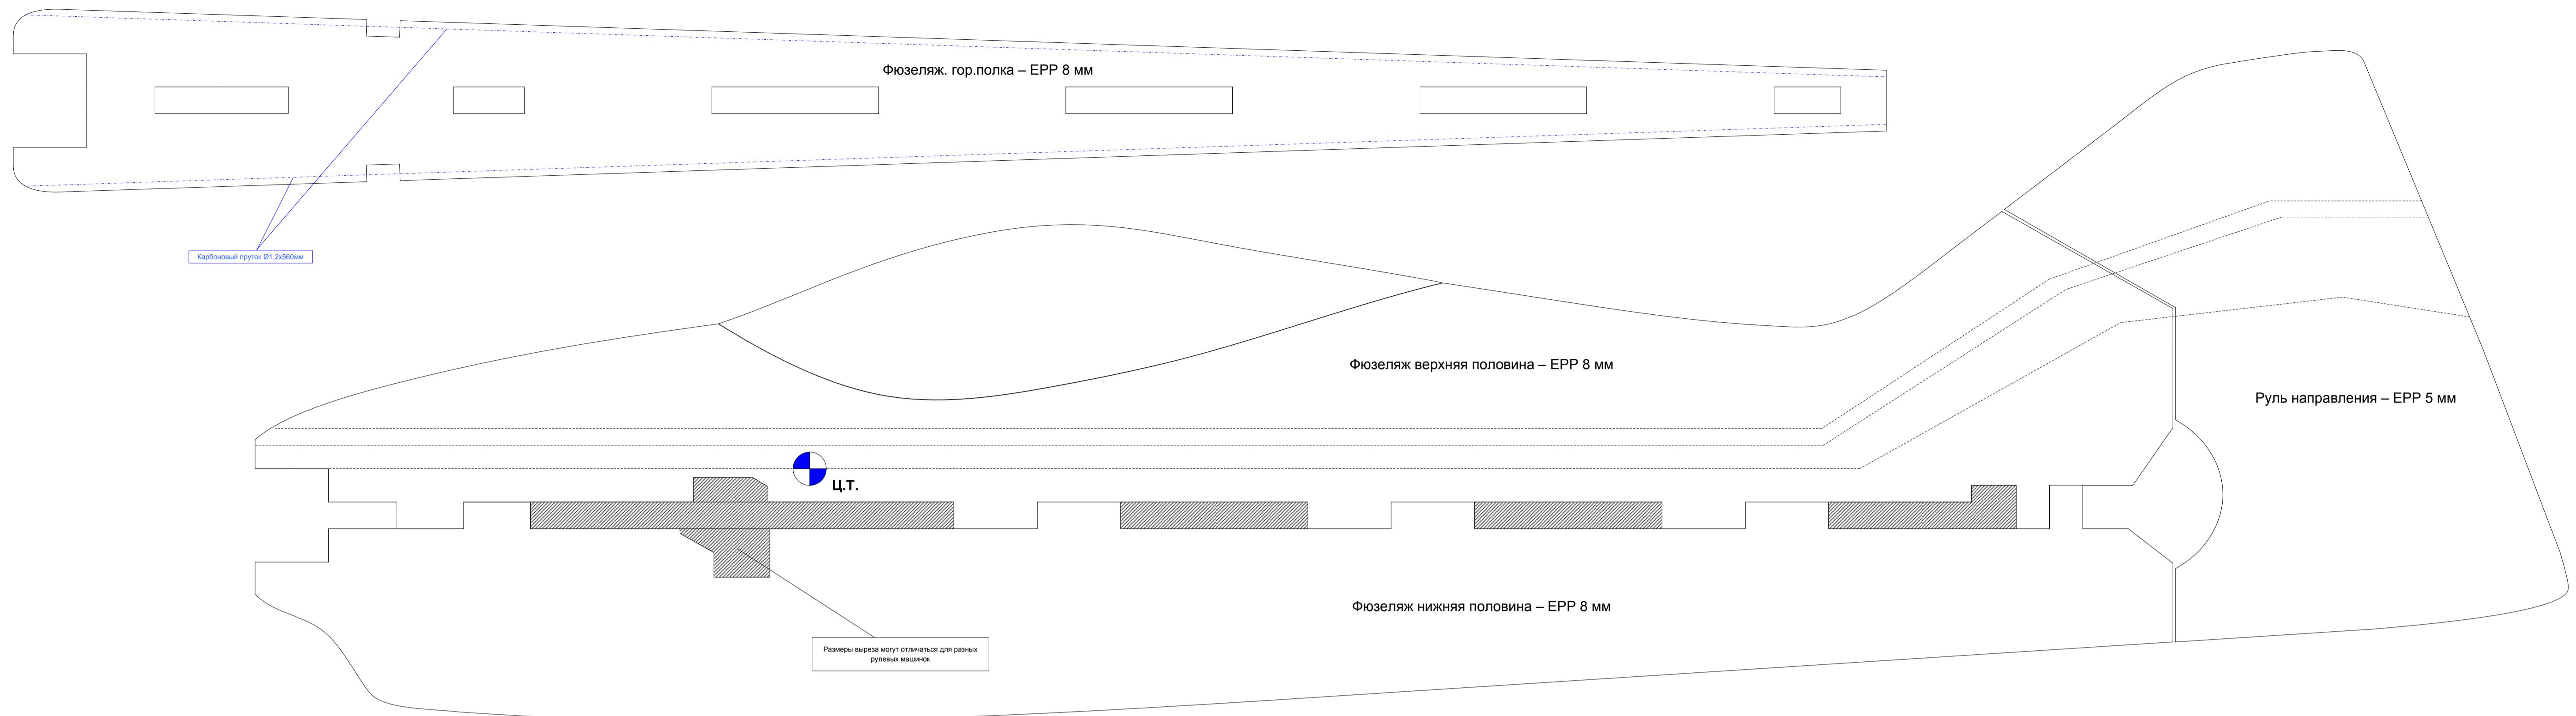 Фюзеляж. гор.полка – EPP 8 мм
Карбоновый пруток Ø1,2х560мм
Фюзеляж верхняя половина – EPP 8 мм
Руль направления – EPP 5 мм
Ц.Т.
Фюзеляж нижняя половина – EPP 8 мм
Размеры выреза могут отличаться для разных
рулевых машинок